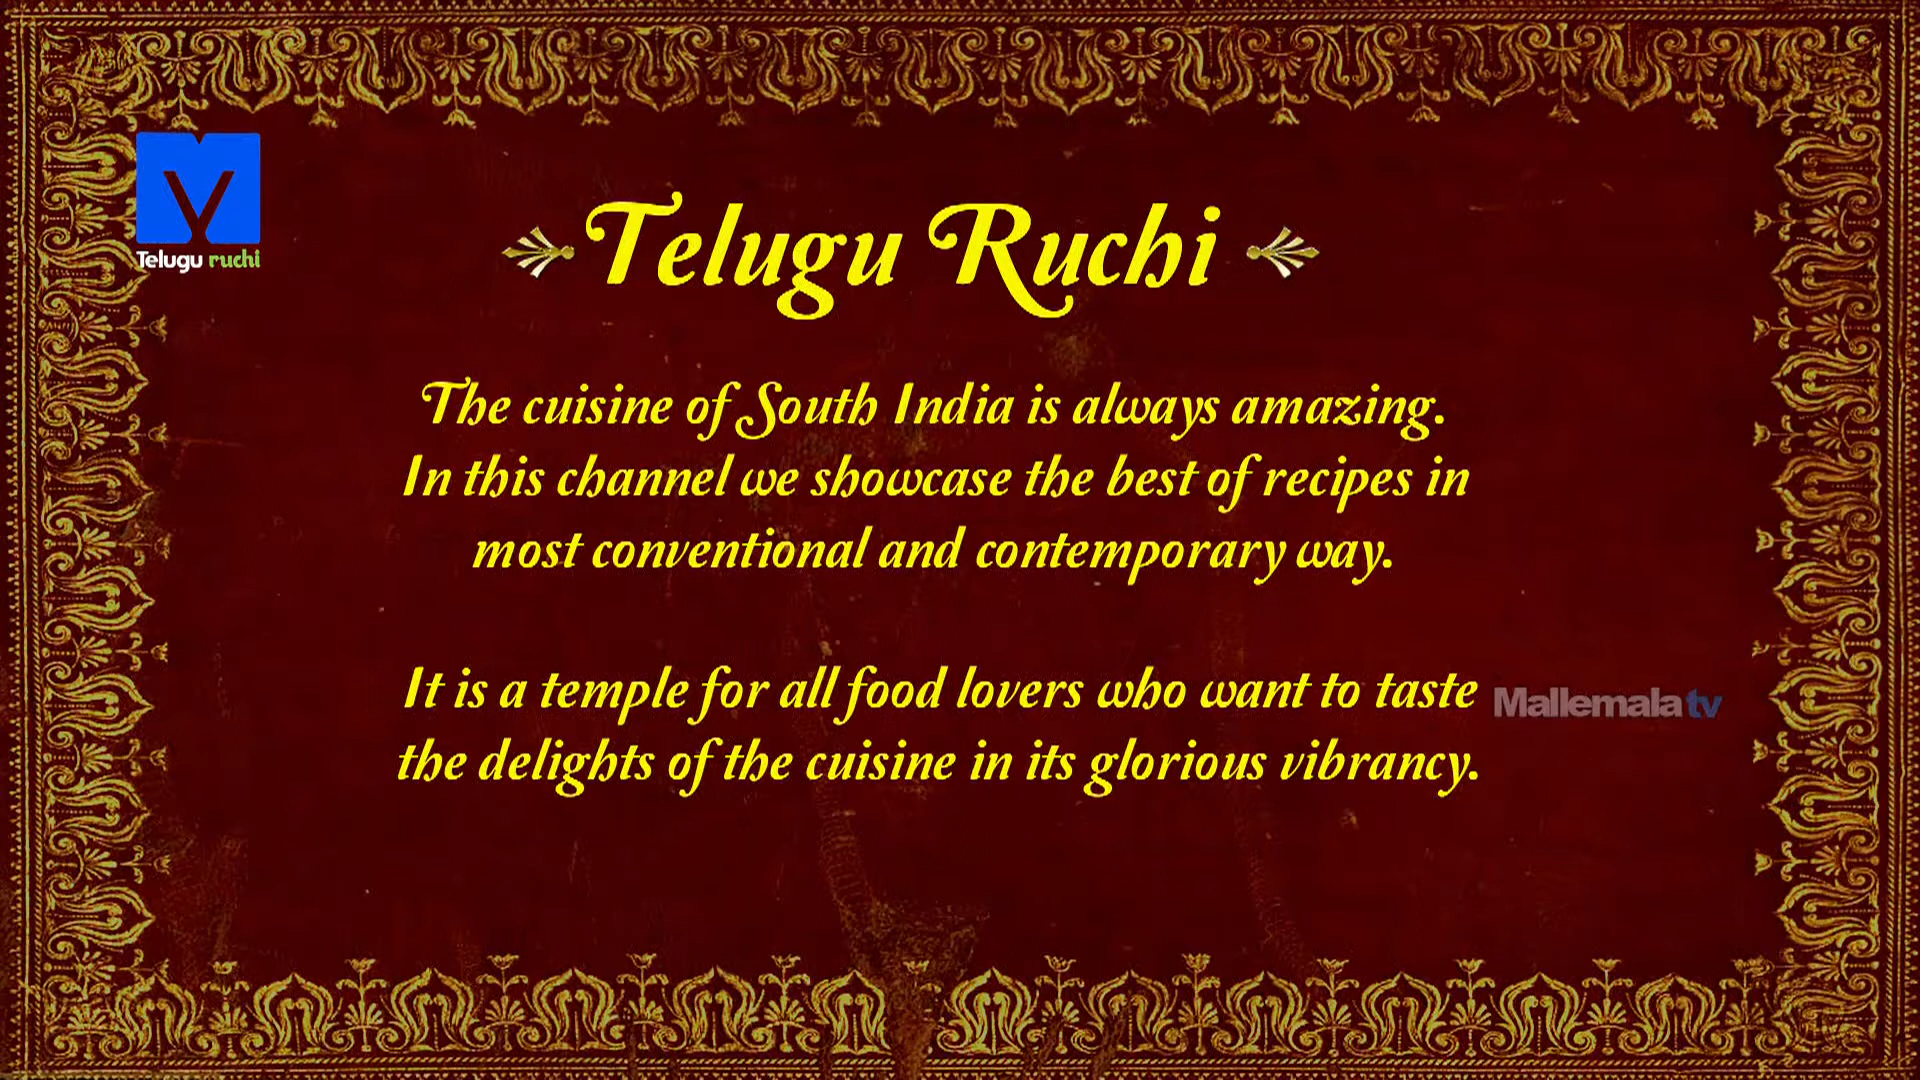 Telugu ruchi
Telugu Ruchi
The cuisine of South India is always amazing.
In this channel we showcase the best of recipes in
most conventional and contemporary way.
It is a temple for all food lovers who want to taste
the delights of the cuisine in its glorious vibrancy.
Mallemala tv